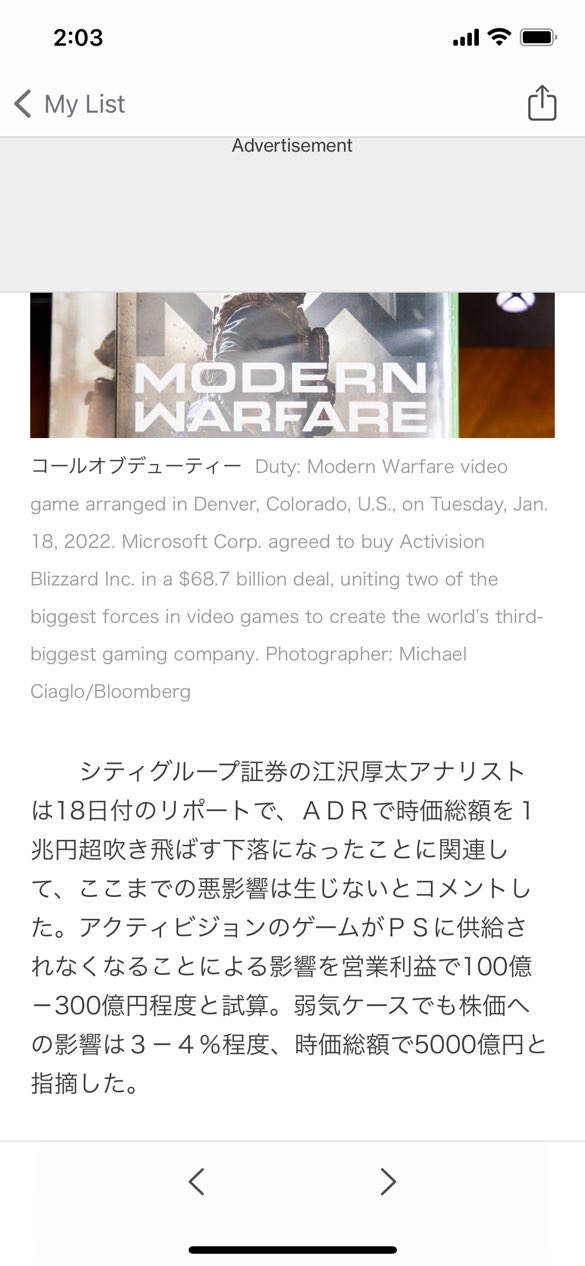 2:03
My List
Advertisement
MODERN
WARFARE
コールオブデューティー Duty: Modern Warfare video
game arranged in Denver, Colorado, U.S., on Tuesday, Jan.
18, 2022. Microsoft Corp. agreed to buy Activision
Blizzard Inc. in a $68.7 billion deal, uniting two of the
biggest forces in video games to create the world's third-
biggest gaming company. Photographer: Michael
Ciaglo/Bloomberg
シティグループ証券の江沢厚太アナリスト
は18日付のリポートで、ＡＤＲで時価総額を１
兆円超吹き飛ばす下落になったことに関連し
て、ここまでの悪影響は生じないとコメントし
た。アクティビジョンのゲームがＰＳに供給さ
れなくなることによる影響を営業利益で100億
－300億円程度と試算。弱気ケースでも株価へ
の影響は３－４％程度、時価総額で5000億円と
指摘した。